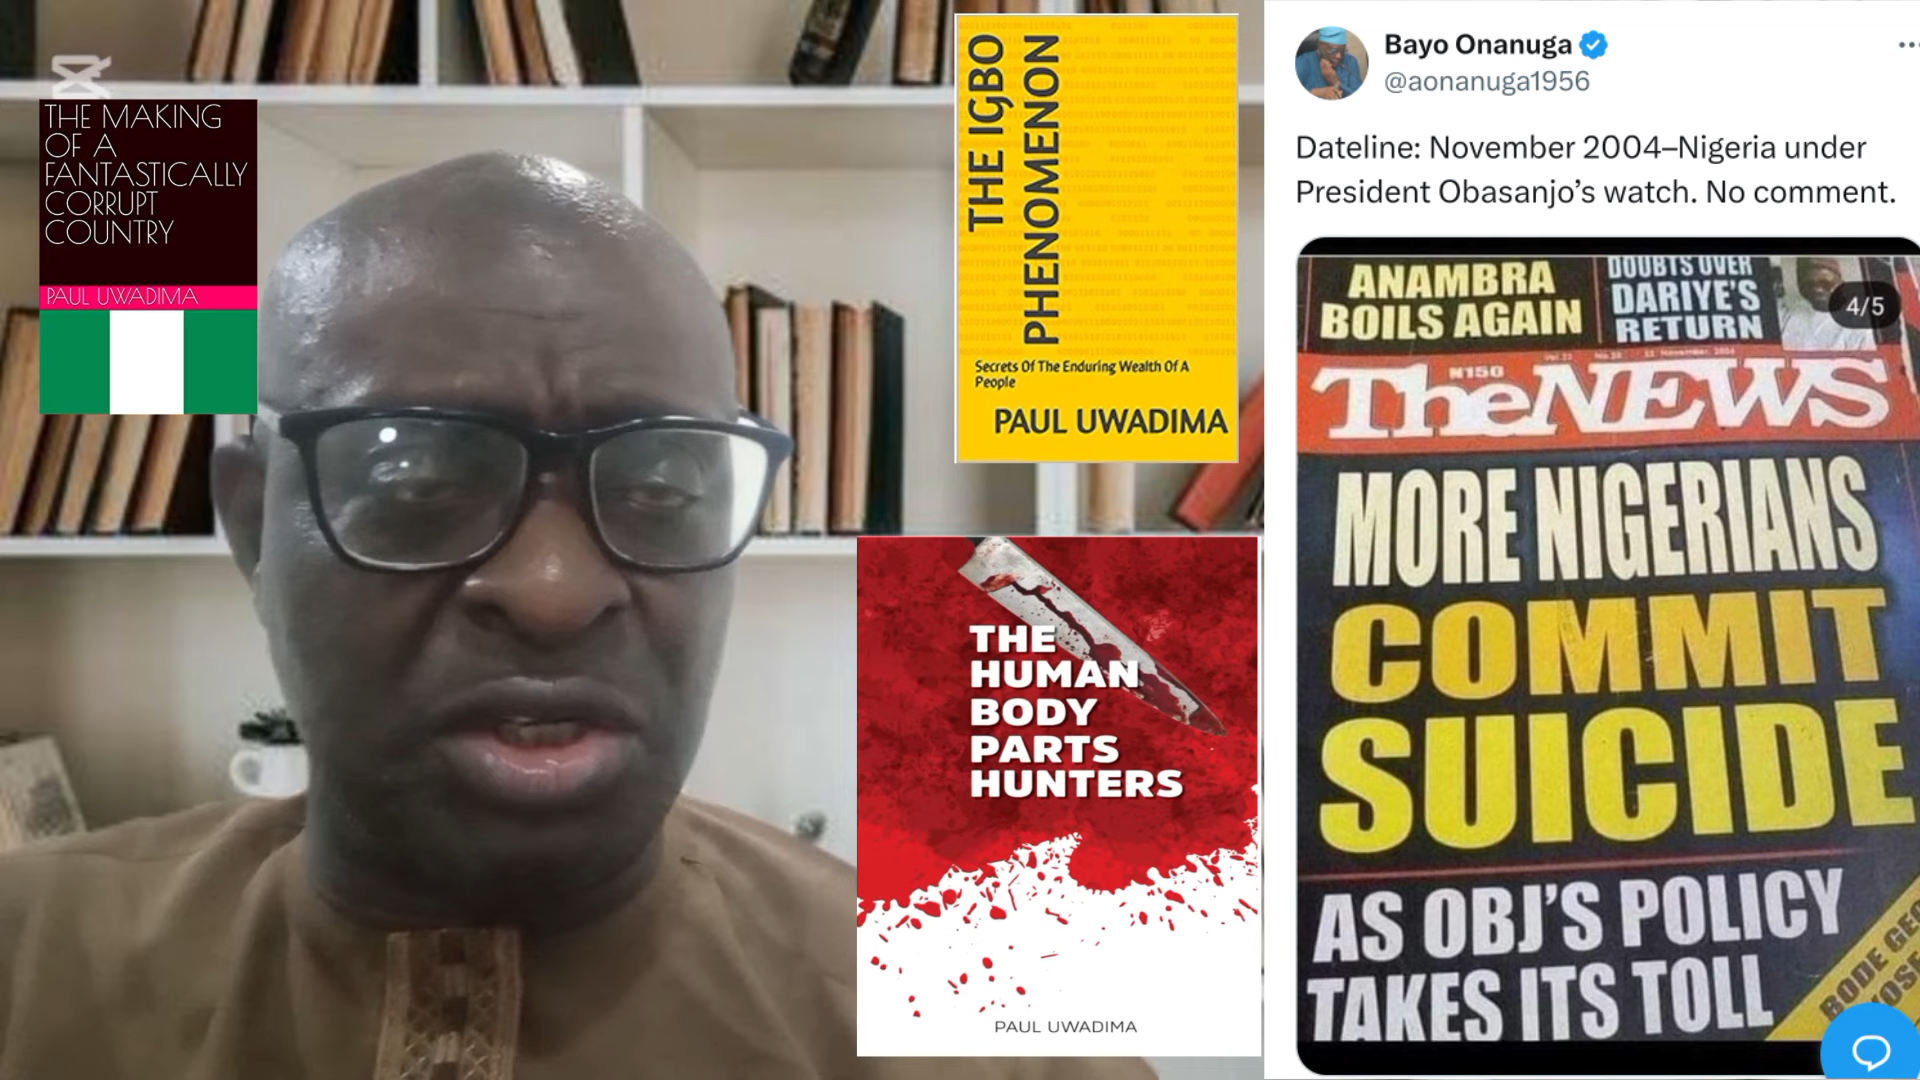 THE MAKING
OF A
FANTASTICALLY
CORRUPT
COUNTRY
PAUL UWADIMA
THE IGBO
PHENOMENON
Secrets Of The Enduring Wealth Of A
People
PAUL UWADIMA
THE
HUMAN
BODY
PARTS
HUNTERS
PAUL UWADIMA
Bayo Onanuga
@aonanuga1956
Dateline: November 2004–Nigeria under
President Obasanjo’s watch. No comment.
ANAMBRA
BOILS AGAIN
DOUBTS OVER
DARIYE'S
RETURN
4/5
N150
TheNEWS
MORE NIGERIANS
COMMIT
SUICIDE
AS OBJ'S POLICY
TAKES ITS TOLL
BODE GEO